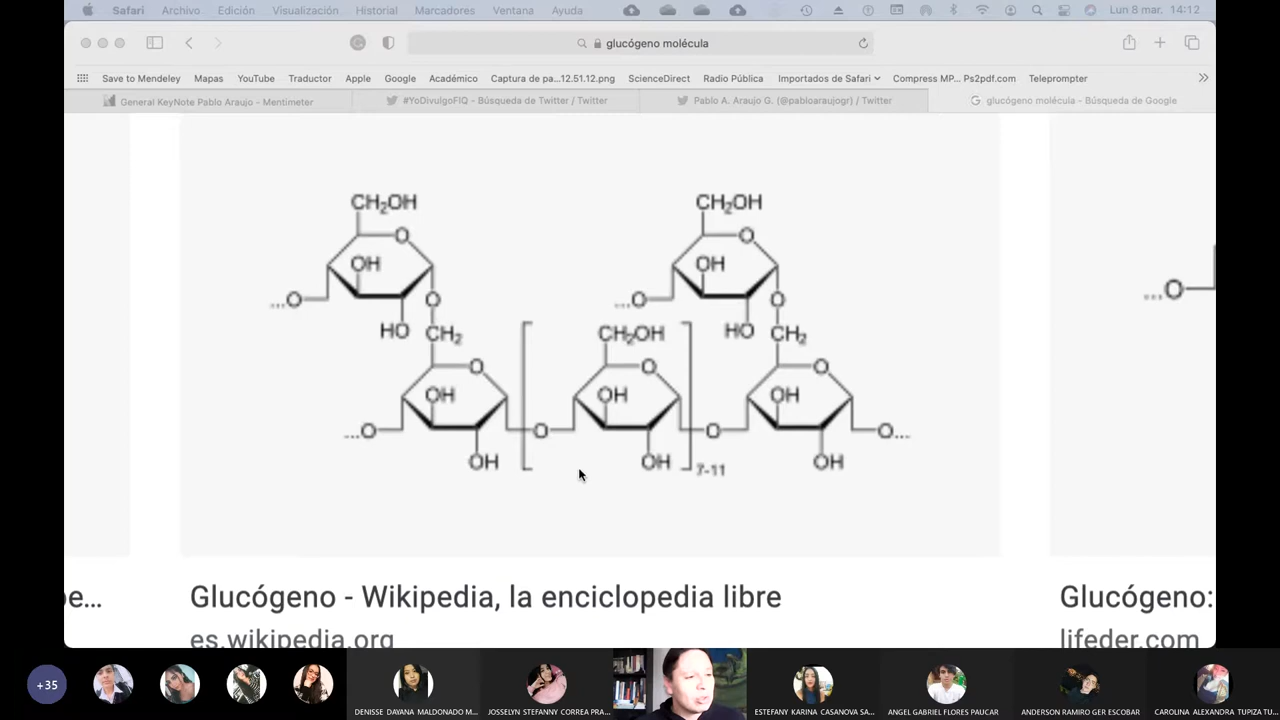 Safari Archivo Edición Visualización Historial Marcadores Ventana Ayuda Lun 8 mar. 14:12
glucógeno molécula
Save to Mendeley Mapas YouTube Traductor Apple Google Académico Captura de pa...12.51.12.png ScienceDirect Radio Pública Importados de Safari Compress MP... Ps2pdf.com Teleprompter
General KeyNote Pablo Araujo - Mentimeter #YoDivulgoFIQ - Búsqueda de Twitter / Twitter Pablo A. Araujo G. (@pabloaraujogr) / Twitter glucógeno molécula - Búsqueda de Google
CH2OH CH2OH
O O
OH OH
...O O ...O O ...O
HO CH2 CH2OH HO CH2
O O O
OH OH OH
...O O O O...
OH OH 7-11 OH
pe... Glucógeno - Wikipedia, la enciclopedia libre Glucógeno:
es.wikipedia.org lifeder.com
+35
DENISSE DAYANA MALDONADO M... JOSSELYN STEFANNY CORREA PRA... ESTEFANY KARINA CASANOVA SA... ANGEL GABRIEL FLORES PAUCAR ANDERSON RAMIRO GER ESCOBAR CAROLINA ALEXANDRA TUPIZA TU...